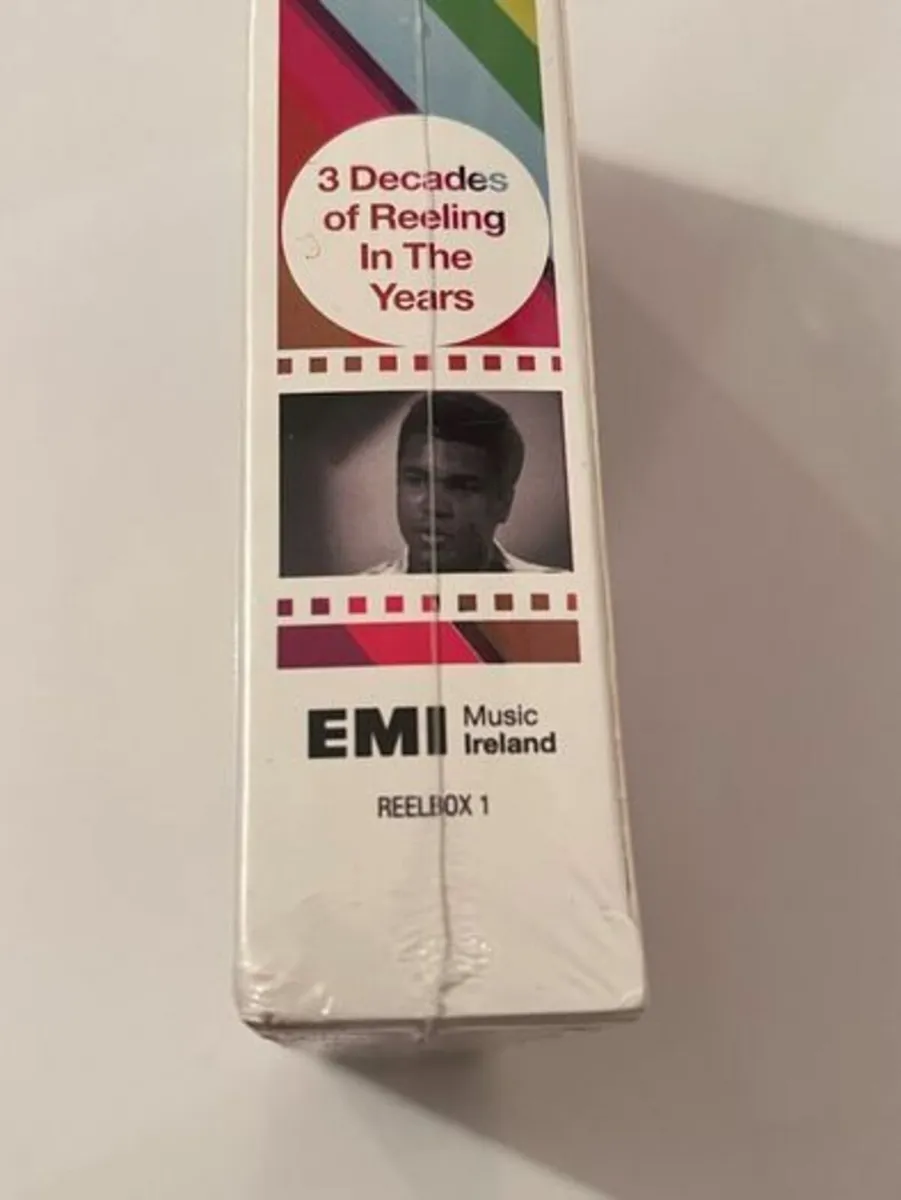 3 Decades
of Reeling
In The
Years
EMI Music
Ireland
REELBOX 1